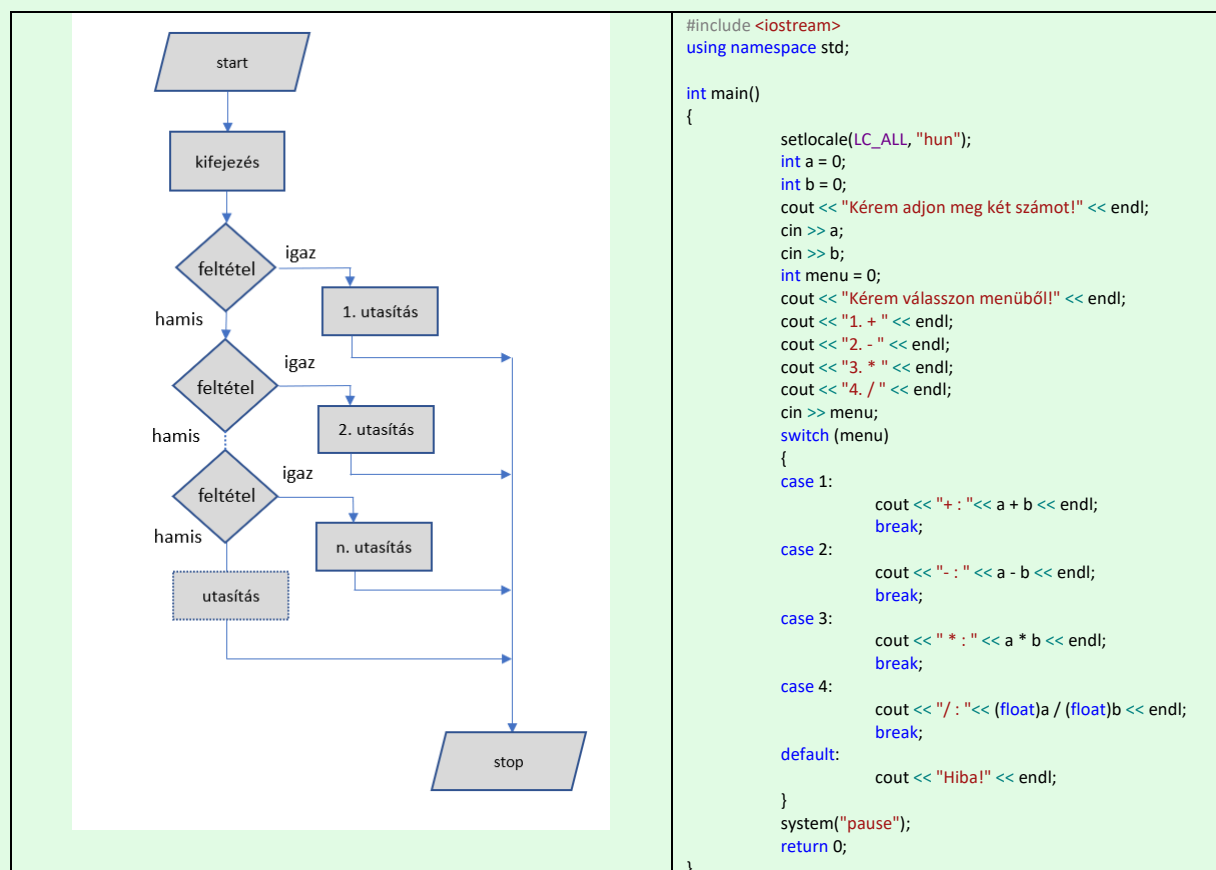 start
kifejezés
feltétel
igaz
1. utasítás
hamis
feltétel
igaz
2. utasítás
hamis
feltétel
igaz
n. utasítás
hamis
utasítás
stop
#include <iostream>
using namespace std;
int main()
{
setlocale(LC_ALL, "hun");
int a = 0;
int b = 0;
cout << "Kérem adjon meg két számot!" << endl;
cin >> a;
cin >> b;
int menu = 0;
cout << "Kérem válasszon menüből!" << endl;
cout << "1. + " << endl;
cout << "2. - " << endl;
cout << "3. * " << endl;
cout << "4. / " << endl;
cin >> menu;
switch (menu)
{
case 1:
cout << "+ : "<< a + b << endl;
break;
case 2:
cout << "- : " << a - b << endl;
break;
case 3:
cout << " * : " << a * b << endl;
break;
case 4:
cout << "/ : "<< (float)a / (float)b << endl;
break;
default:
cout << "Hiba!" << endl;
}
system("pause");
return 0;
}